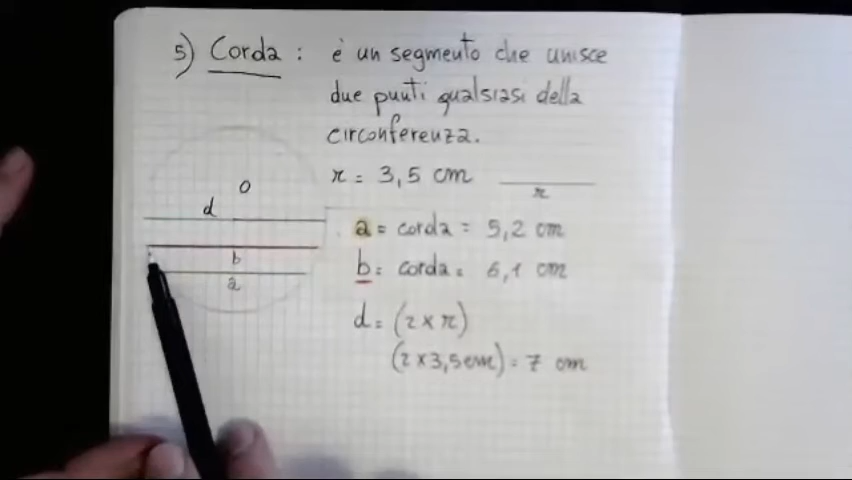 5) Corda : è un segmento che unisce
due punti qualsiasi della
circonferenza.
r = 3,5 cm
r
O
d
a = corda = 5,2 cm
b
b = corda = 6,1 cm
a
d = (2 x r)
(2 x 3,5 cm) = 7 cm